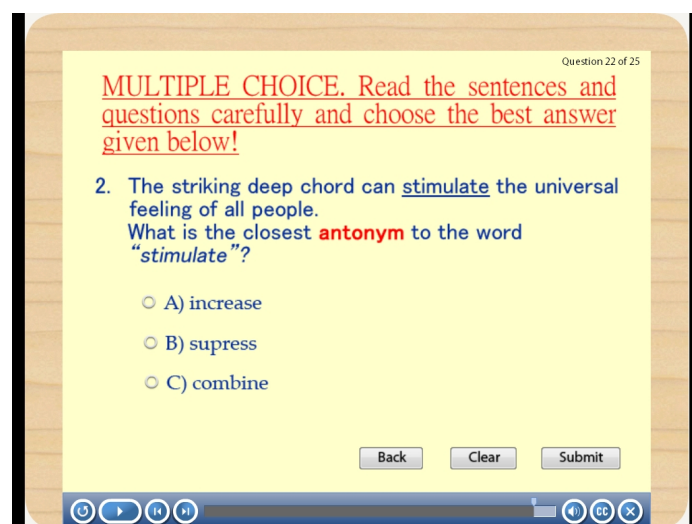 Question 22 of 25
MULTIPLE CHOICE. Read the sentences and
questions carefully and choose the best answer
given below!
2. The striking deep chord can stimulate the universal
feeling of all people.
What is the closest antonym to the word
“stimulate”?
A) increase
B) supress
C) combine
Back Clear Submit
CC